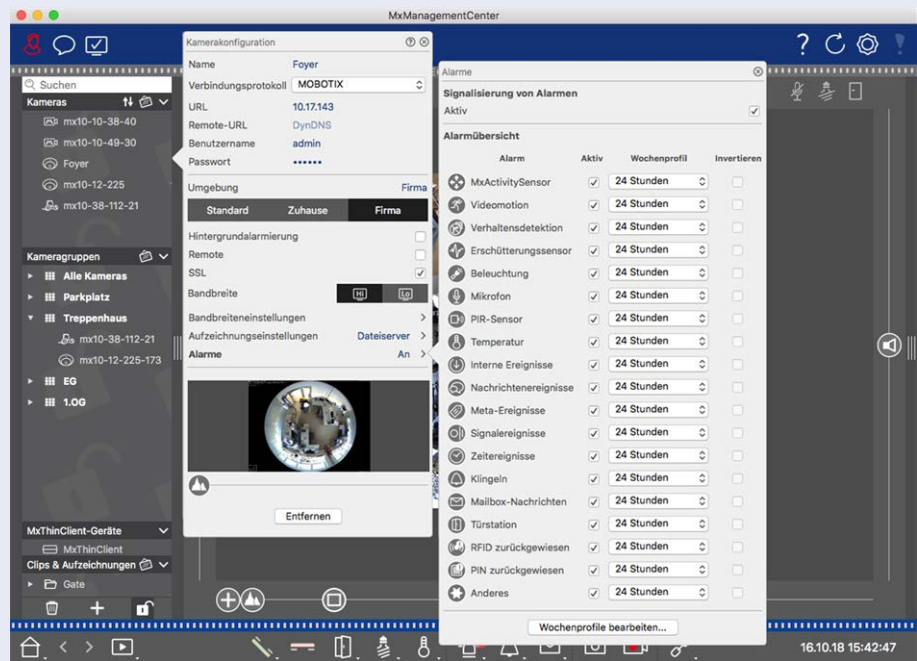 MxManagementCenter
Suchen
Kameras
mx10-10-38-40
mx10-10-49-30
Foyer
mx10-12-225
mx10-38-112-21
Kameragruppen
Alle Kameras
Parkplatz
Treppenhaus
mx10-38-112-21
mx10-12-225-173
EG
1.OG
MxThinClient-Geräte
MxThinClient
Clips & Aufzeichnungen
Gate
Kamerakonfiguration
Name Foyer
Verbindungsprotokoll MOBOTIX
URL 10.17.143
Remote-URL DynDNS
Benutzername admin
Passwort ••••••
Umgebung Firma
Standard Zuhause Firma
Hintergrundalarmierung
Remote
SSL
Bandbreite Hi Lo
Bandbreiteneinstellungen
Aufzeichnungseinstellungen Dateiserver
Alarme An
Entfernen
Alarme
Signalisierung von Alarmen
Aktiv
Alarmübersicht
Alarm Aktiv Wochenprofil Invertieren
MxActivitySensor 24 Stunden
Videomotion 24 Stunden
Verhaltensdetektion 24 Stunden
Erschütterungssensor 24 Stunden
Beleuchtung 24 Stunden
Mikrofon 24 Stunden
PIR-Sensor 24 Stunden
Temperatur 24 Stunden
Interne Ereignisse 24 Stunden
Nachrichtenereignisse 24 Stunden
Meta-Ereignisse 24 Stunden
Signalereignisse 24 Stunden
Zeitereignisse 24 Stunden
Klingeln 24 Stunden
Mailbox-Nachrichten 24 Stunden
Türstation 24 Stunden
RFID zurückgewiesen 24 Stunden
PIN zurückgewiesen 24 Stunden
Anderes 24 Stunden
Wochenprofile bearbeiten...
16.10.18 15:42:47